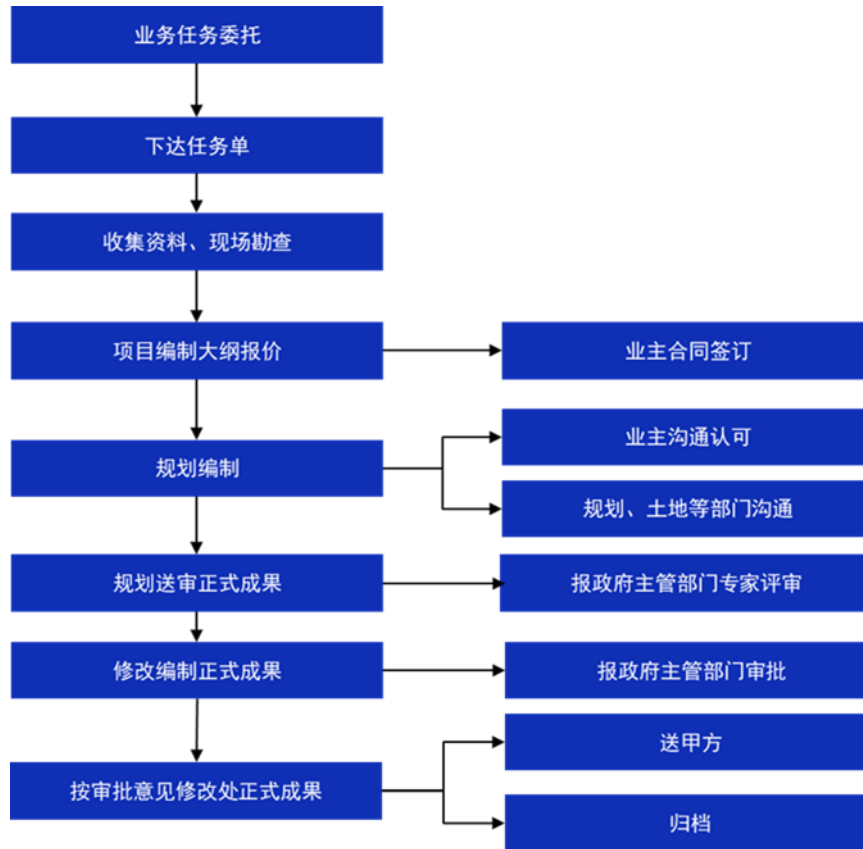 业务任务委托
下达任务单
收集资料、现场勘查
项目编制大纲报价
业主合同签订
规划编制
业主沟通认可
规划、土地等部门沟通
规划送审正式成果
报政府主管部门专家评审
修改编制正式成果
报政府主管部门审批
按审批意见修改处正式成果
送甲方
归档